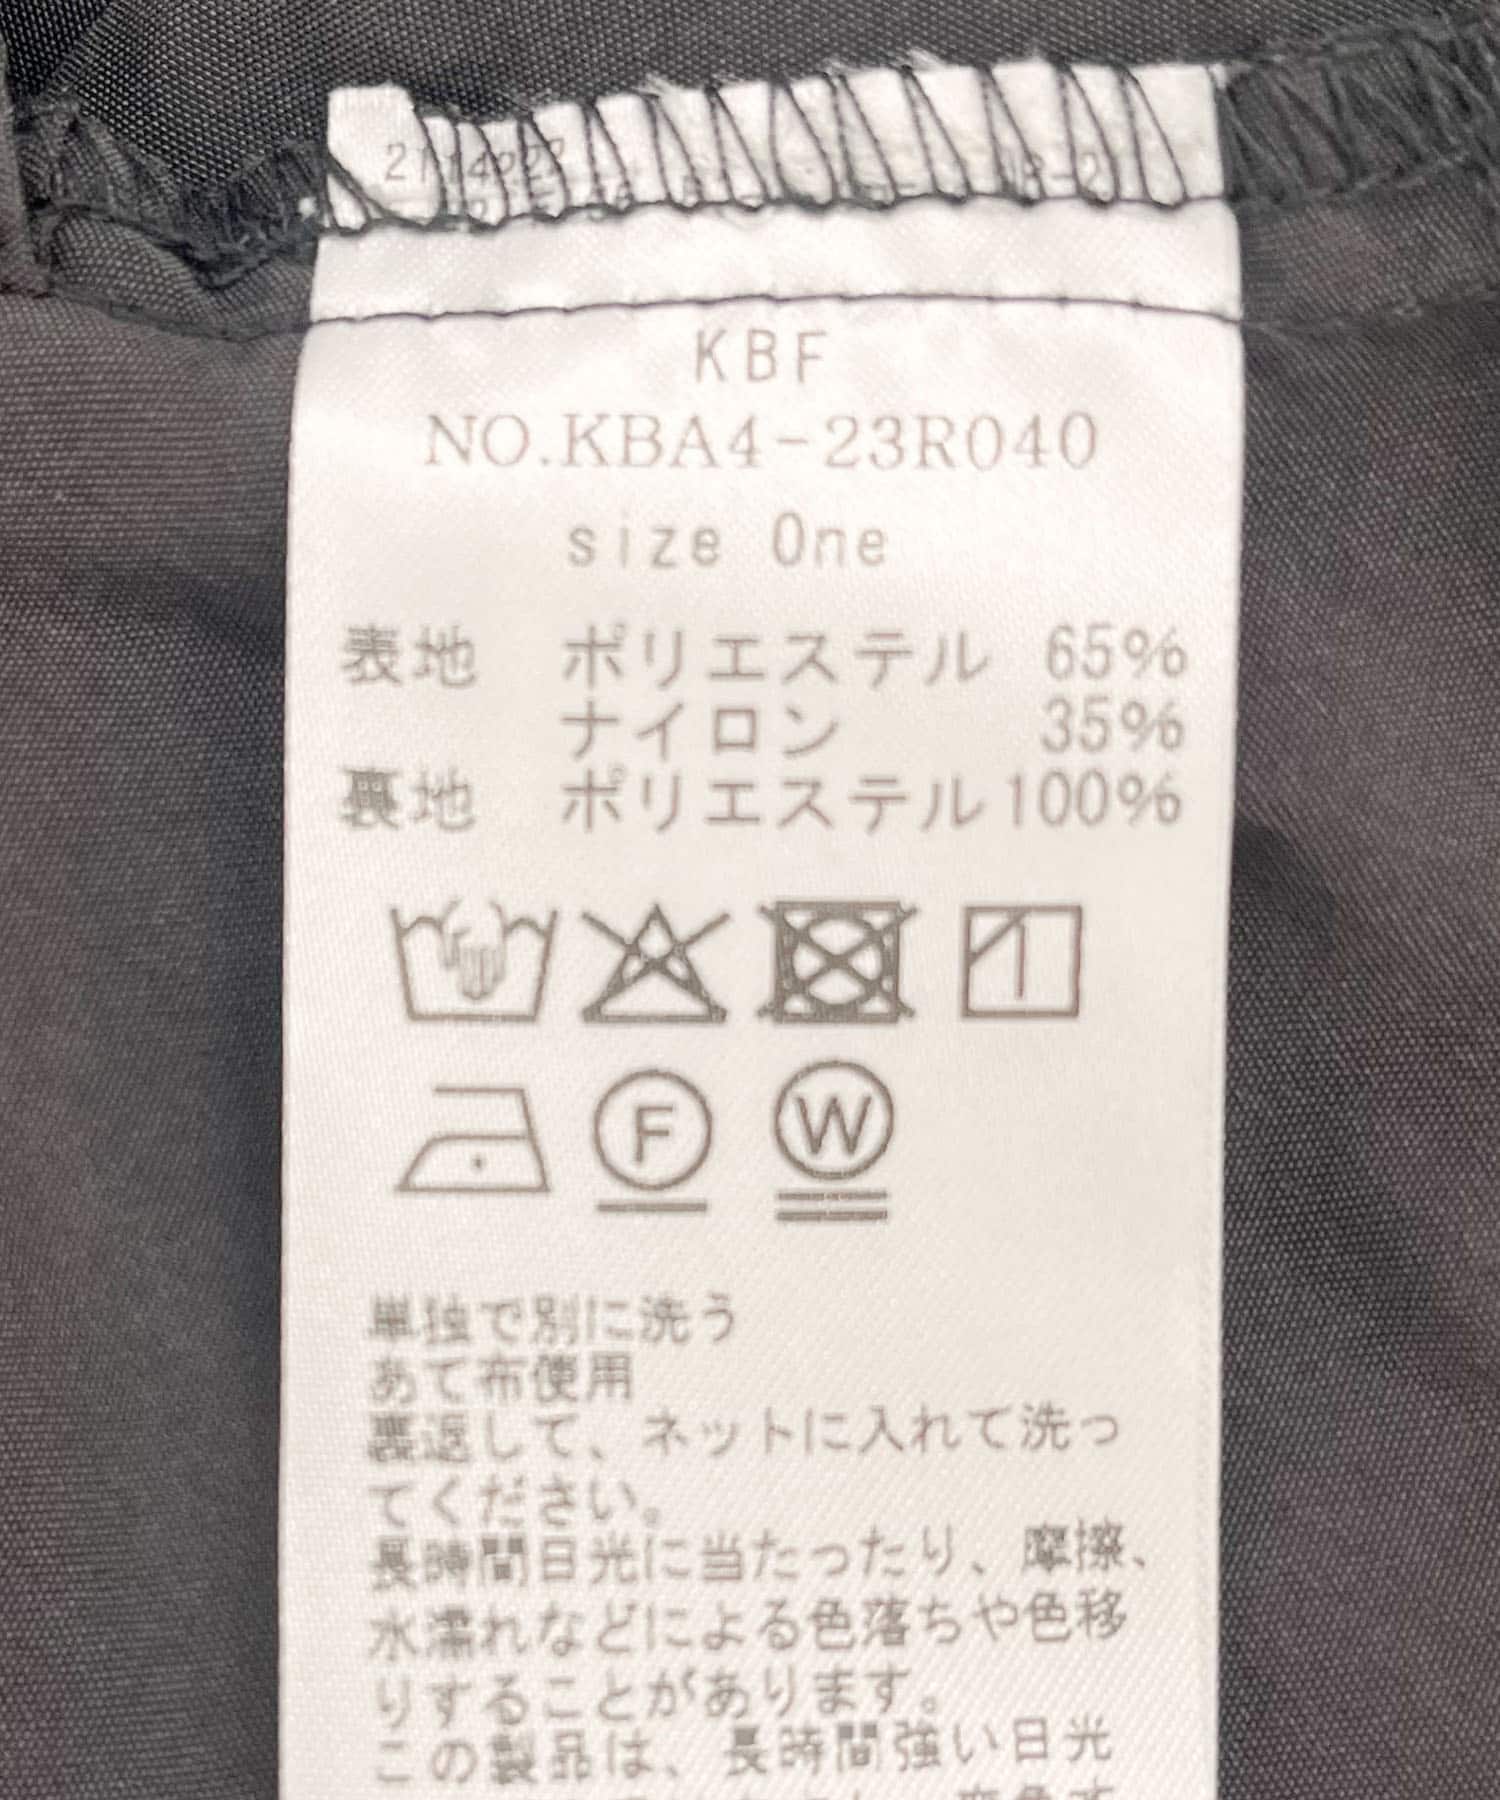 KBF
NO.KBA4-23R040
size One
表地 ポリエステル 65%
ナイロン 35%
裏地 ポリエステル100%
F
W
単独で別に洗う
あて布使用
裏返して、ネットに入れて洗っ
てください。
長時間日光に当たったり、摩擦、
水濡れなどによる色落ちや色移
りすることがあります。
この製品は、長時間強い日光